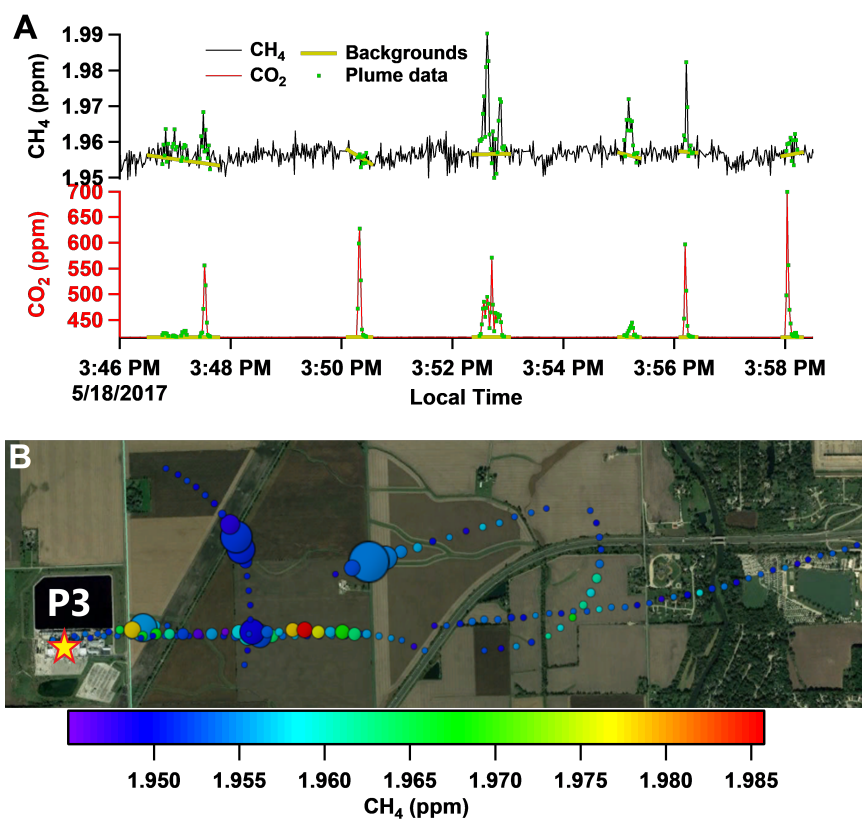 A
1.99
1.98
1.97
1.96
1.95
CH4 (ppm)
CH4
CO2
Backgrounds
Plume data
700
650
600
550
500
450
CO2 (ppm)
3:46 PM 3:48 PM 3:50 PM 3:52 PM 3:54 PM 3:56 PM 3:58 PM
5/18/2017
Local Time
B
P3
1.950 1.955 1.960 1.965 1.970 1.975 1.980 1.985
CH4 (ppm)